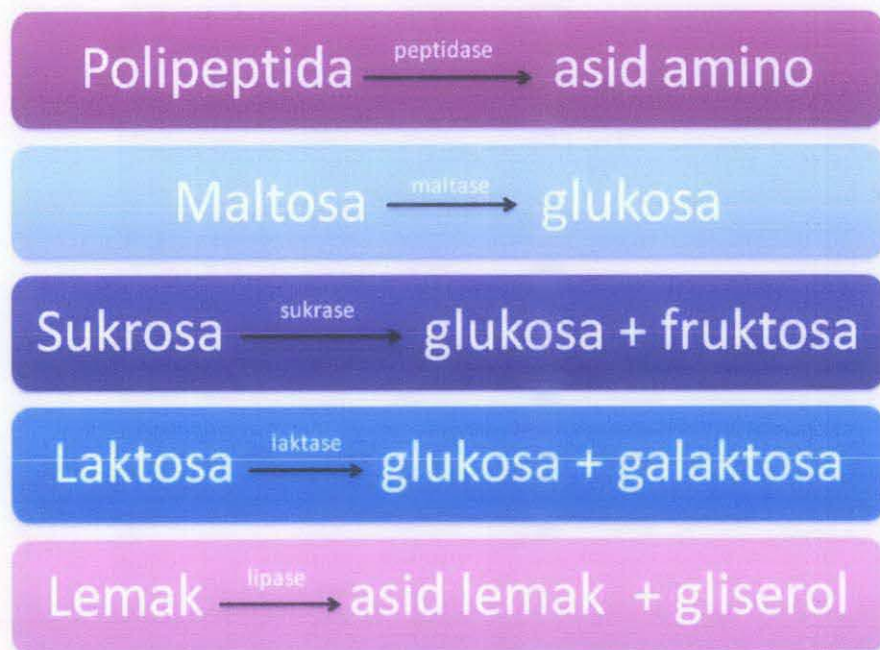 Polipeptida peptidase asid amino
Maltosa maltase glukosa
Sukrosa sukrase glukosa + fruktosa
Laktosa laktase glukosa + galaktosa
Lemak lipase asid lemak + gliserol